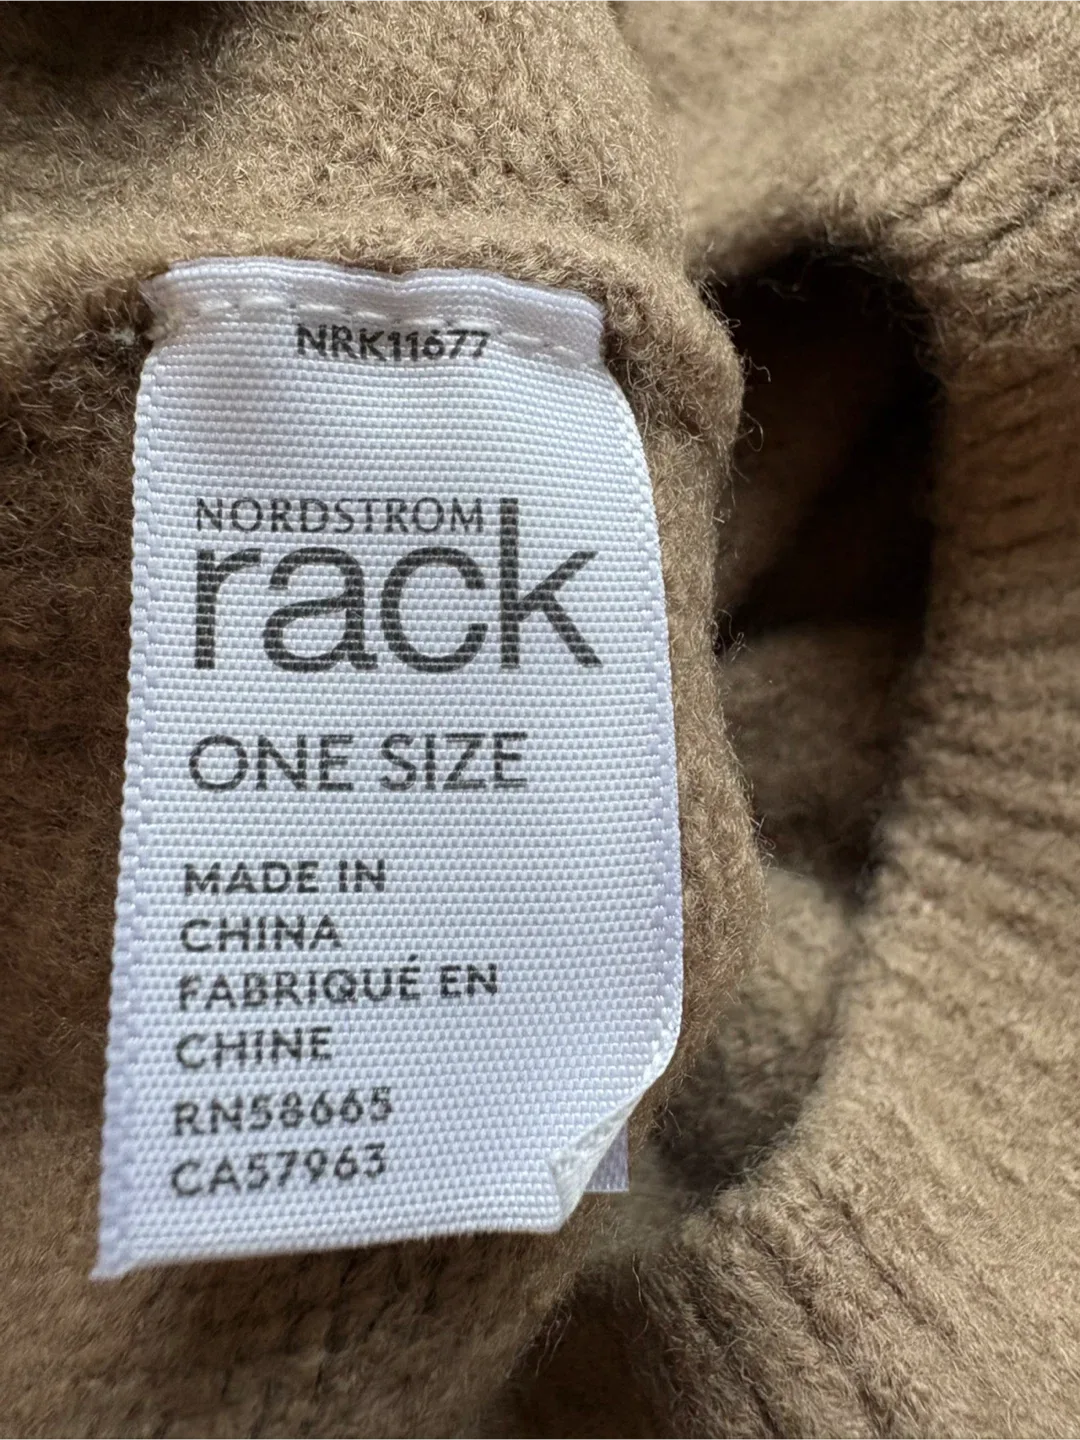 NRK11677
NORDSTROM
rack
ONE SIZE
MADE IN
CHINA
FABRIQUÉ EN
CHINE
RN58665
CA57963